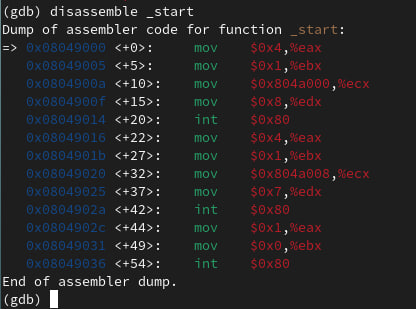 (gdb) disassemble _start
Dump of assembler code for function _start:
=> 0x08049000 <+0>:     mov    $0x4,%eax
   0x08049005 <+5>:     mov    $0x1,%ebx
   0x0804900a <+10>:    mov    $0x804a000,%ecx
   0x0804900f <+15>:    mov    $0x8,%edx
   0x08049014 <+20>:    int    $0x80
   0x08049016 <+22>:    mov    $0x4,%eax
   0x0804901b <+27>:    mov    $0x1,%ebx
   0x08049020 <+32>:    mov    $0x804a008,%ecx
   0x08049025 <+37>:    mov    $0x7,%edx
   0x0804902a <+42>:    int    $0x80
   0x0804902c <+44>:    mov    $0x1,%eax
   0x08049031 <+49>:    mov    $0x0,%ebx
   0x08049036 <+54>:    int    $0x80
End of assembler dump.
(gdb)